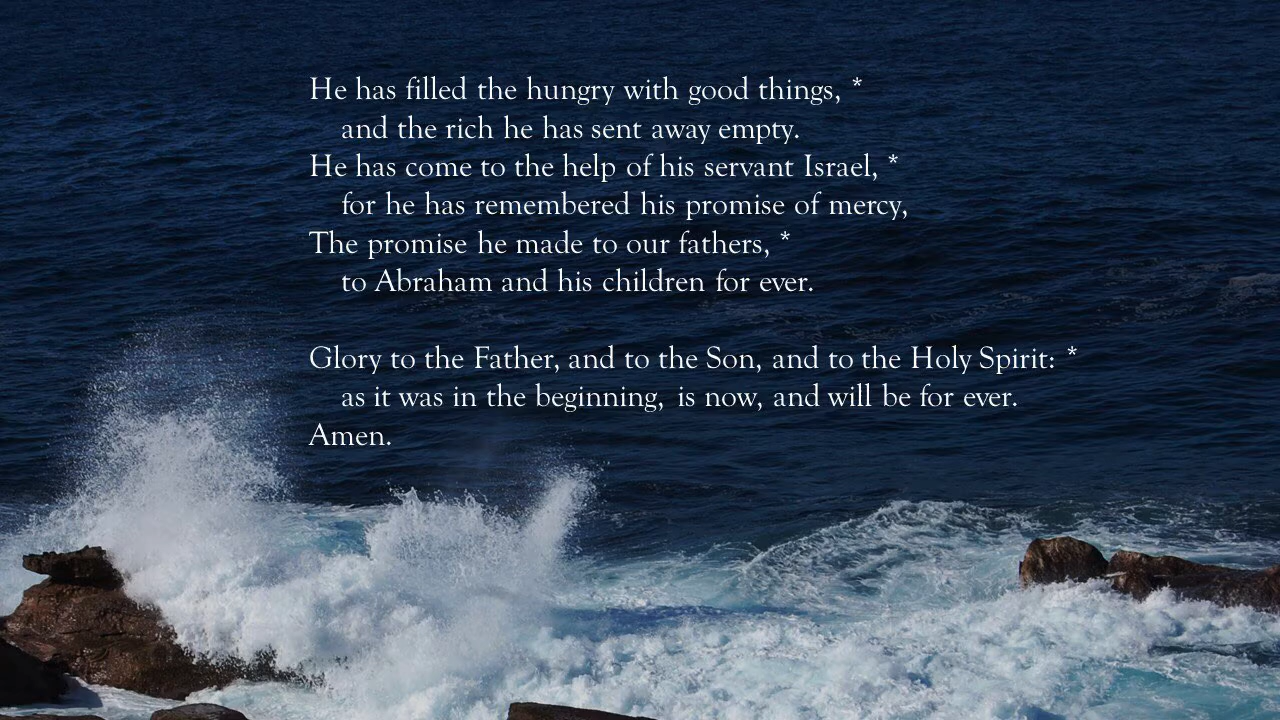 He has filled the hungry with good things, *
and the rich he has sent away empty.
He has come to the help of his servant Israel, *
for he has remembered his promise of mercy,
The promise he made to our fathers, *
to Abraham and his children for ever.
Glory to the Father, and to the Son, and to the Holy Spirit: *
as it was in the beginning, is now, and will be for ever.
Amen.